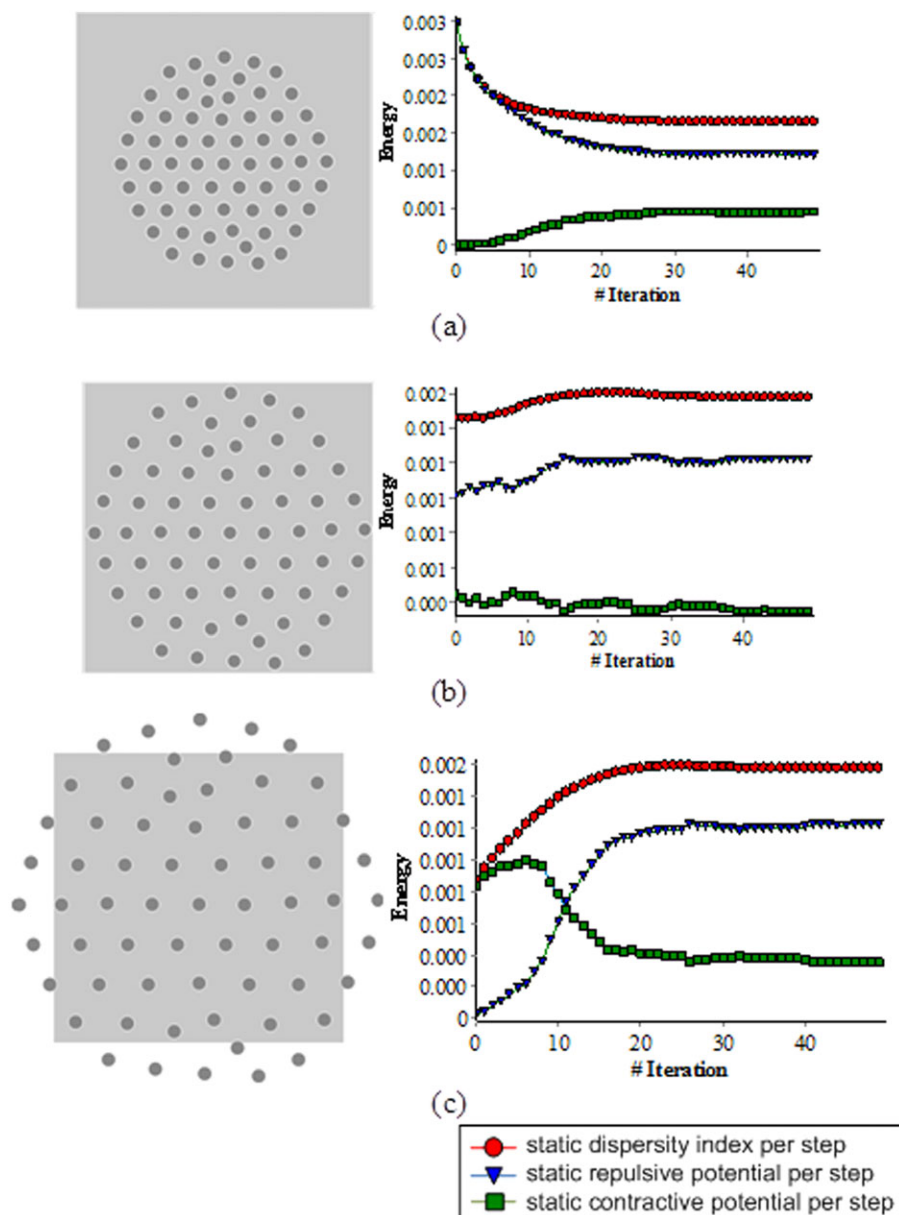 0.003
0.003
0.002
0.002
0.001
0.001
0
Energy
0 10 20 30 40
# Iteration
(a)
0.002
0.001
0.001
0.001
0.001
0.001
0.000
Energy
0 10 20 30 40
# Iteration
(b)
0.002
0.001
0.001
0.001
0.001
0.001
0.000
0.000
0
Energy
0 10 20 30 40
# Iteration
(c)
static dispersity index per step
static repulsive potential per step
static contractive potential per step